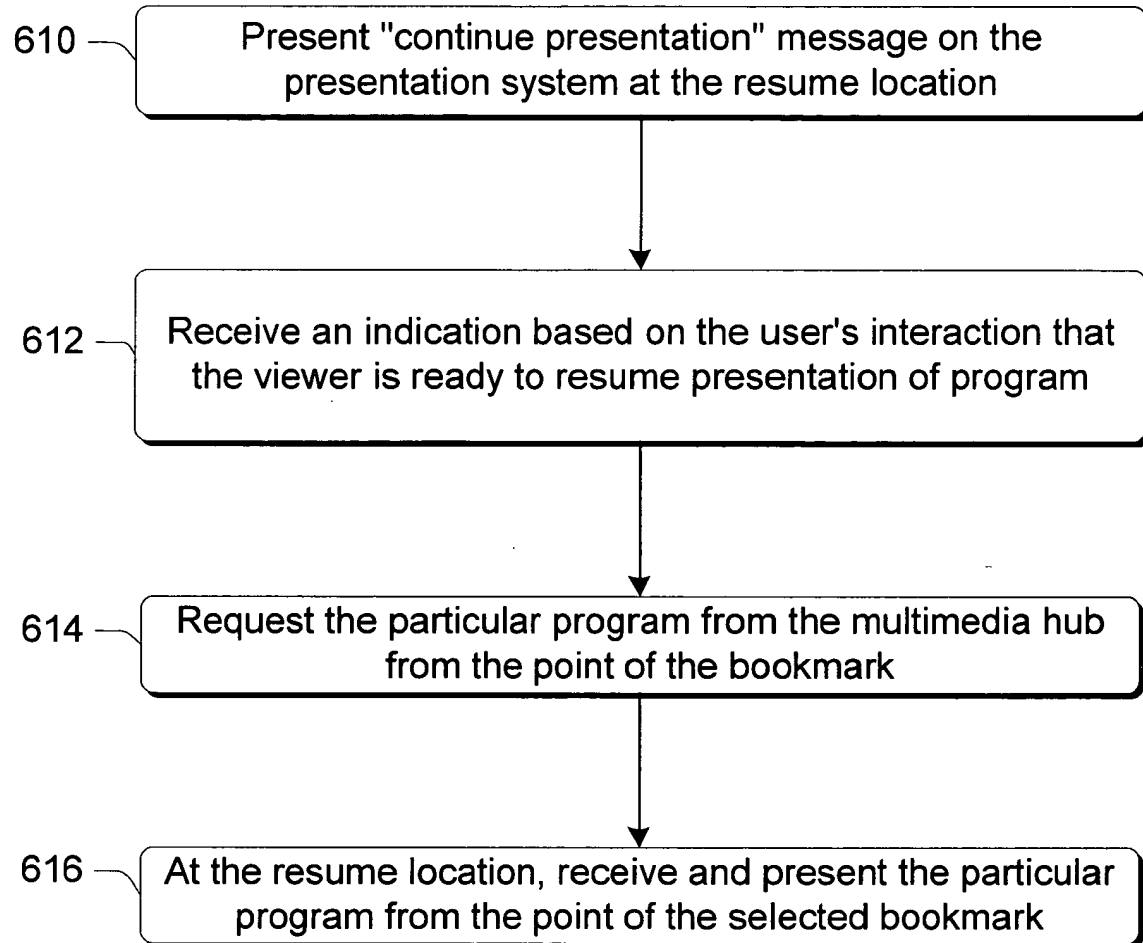 610
Present "continue presentation" message on the
presentation system at the resume location
612
Receive an indication based on the user's interaction that
the viewer is ready to resume presentation of program
614
Request the particular program from the multimedia hub
from the point of the bookmark
616
At the resume location, receive and present the particular
program from the point of the selected bookmark